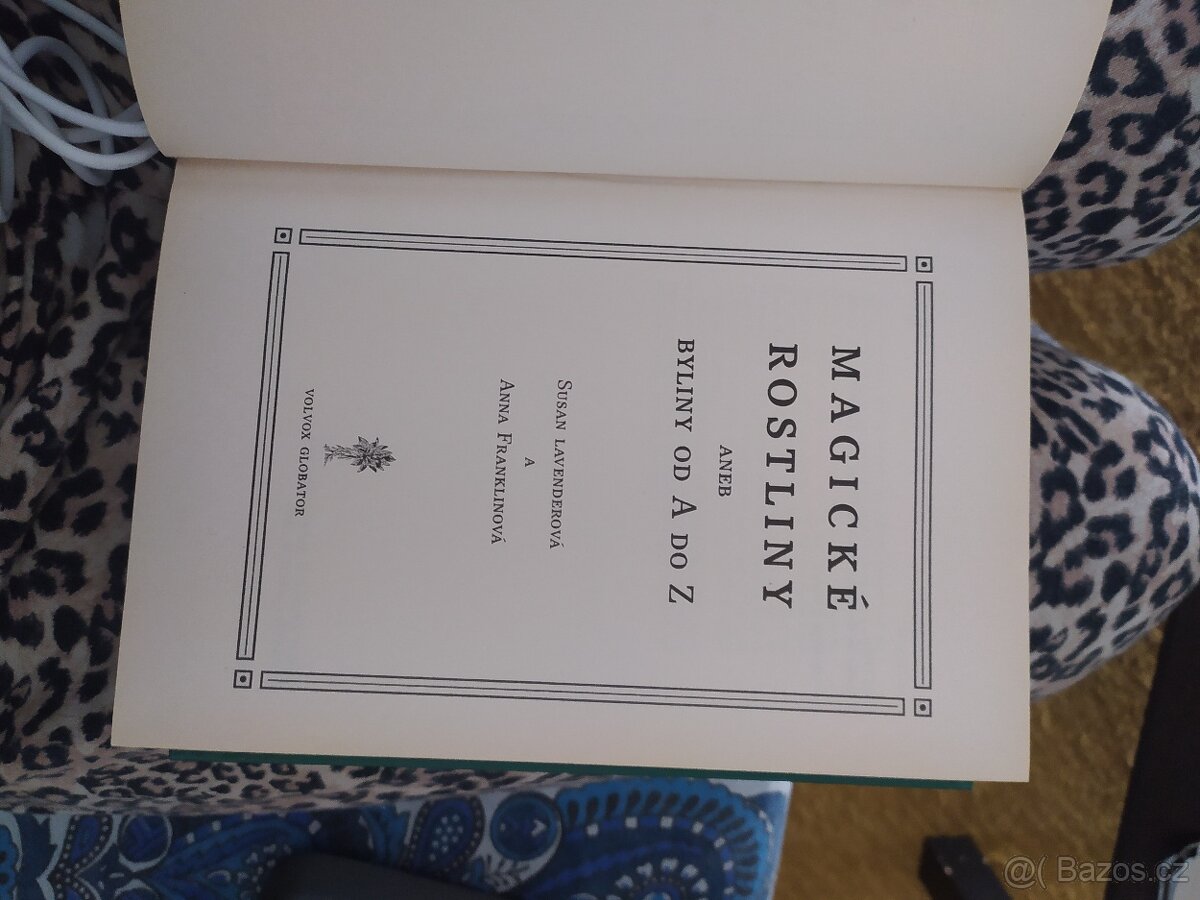 MAGICKÉ
ROSTLINY
ANEB
BYLINY OD A DO Z
SUSAN LAVENDEROVÁ
A
ANNA FRANKLINOVÁ
VOLVOX GLOBATOR
@( Bazos.cz